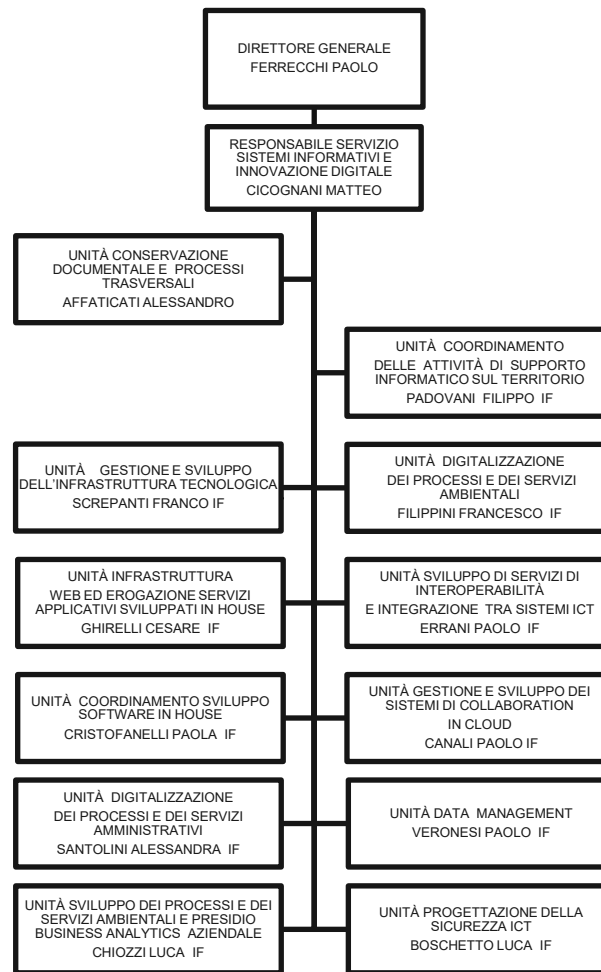 DIRETTORE GENERALE
FERRECCHI PAOLO
RESPONSABILE SERVIZIO
SISTEMI INFORMATIVI E
INNOVAZIONE DIGITALE
CICOGNANI MATTEO
UNITÀ CONSERVAZIONE
DOCUMENTALE E PROCESSI
TRASVERSALI
AFFATICATI ALESSANDRO
UNITÀ COORDINAMENTO
DELLE ATTIVITÀ DI SUPPORTO
INFORMATICO SUL TERRITORIO
PADOVANI FILIPPO IF
UNITÀ GESTIONE E SVILUPPO
DELL'INFRASTRUTTURA TECNOLOGICA
SCREPANTI FRANCO IF
UNITÀ DIGITALIZZAZIONE
DEI PROCESSI E DEI SERVIZI
AMBIENTALI
FILIPPINI FRANCESCO IF
UNITÀ INFRASTRUTTURA
WEB ED EROGAZIONE SERVIZI
APPLICATIVI SVILUPPATI IN HOUSE
GHIRELLI CESARE IF
UNITÀ SVILUPPO DI SERVIZI DI
INTEROPERABILITÀ
E INTEGRAZIONE TRA SISTEMI ICT
ERRANI PAOLO IF
UNITÀ COORDINAMENTO SVILUPPO
SOFTWARE IN HOUSE
CRISTOFANELLI PAOLA IF
UNITÀ GESTIONE E SVILUPPO DEI
SISTEMI DI COLLABORATION
IN CLOUD
CANALI PAOLO IF
UNITÀ DIGITALIZZAZIONE
DEI PROCESSI E DEI SERVIZI
AMMINISTRATIVI
SANTOLINI ALESSANDRA IF
UNITÀ DATA MANAGEMENT
VERONESI PAOLO IF
UNITÀ SVILUPPO DEI PROCESSI E DEI
SERVIZI AMBIENTALI E PRESIDIO
BUSINESS ANALYTICS AZIENDALE
CHIOZZI LUCA IF
UNITÀ PROGETTAZIONE DELLA
SICUREZZA ICT
BOSCHETTO LUCA IF